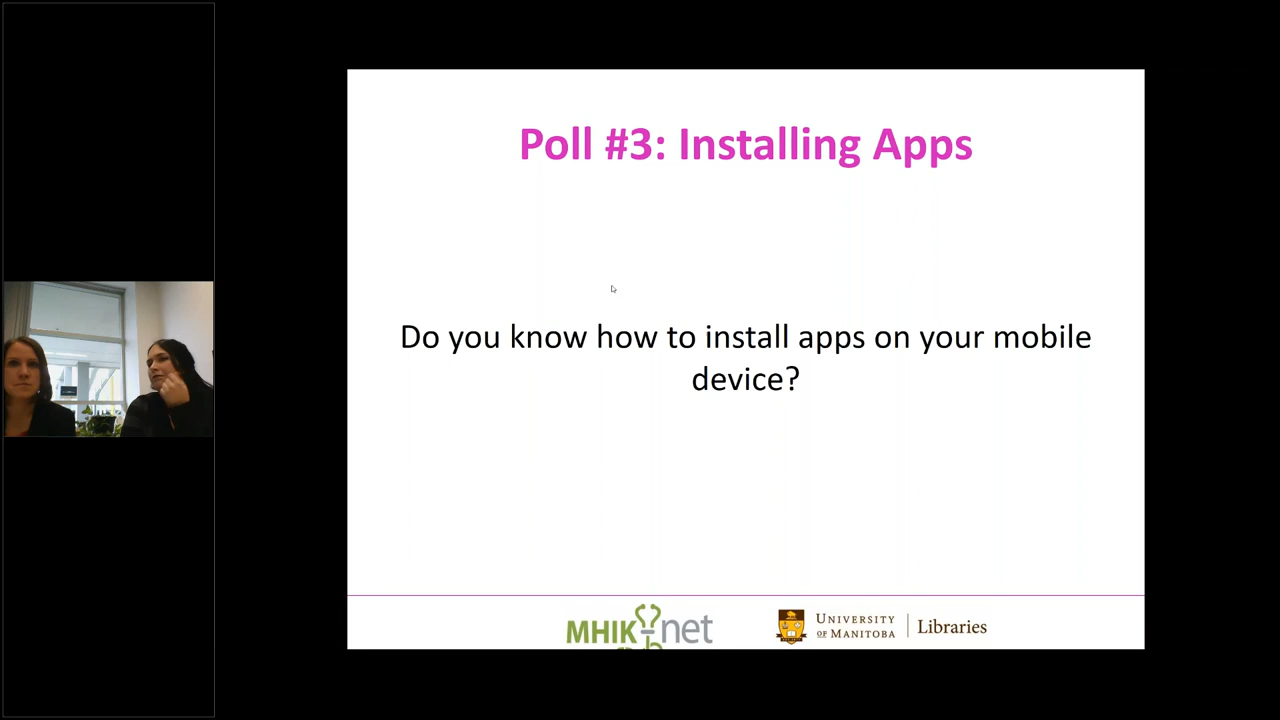 Poll #3: Installing Apps
Do you know how to install apps on your mobile
device?
MHIK-net
UNIVERSITY
OF MANITOBA
Libraries